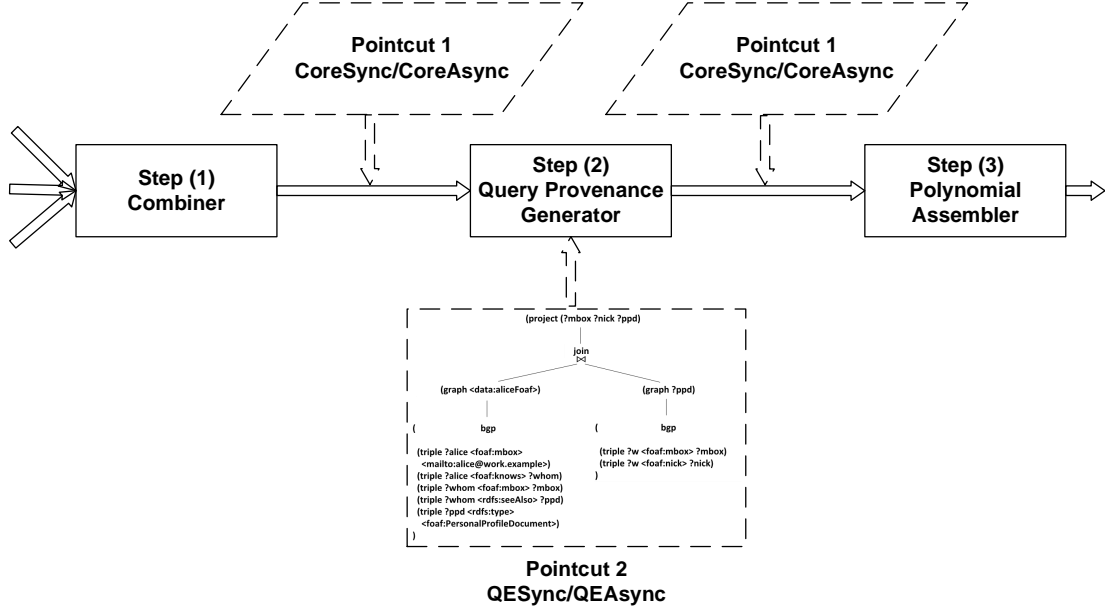 Pointcut 1
CoreSync/CoreAsync
Pointcut 1
CoreSync/CoreAsync
Step (1)
Combiner
Step (2)
Query Provenance
Generator
Step (3)
Polynomial
Assembler
(project (?mbox ?nick ?ppd)
join
⋈
(graph <data:aliceFoaf>)
(graph ?ppd)
( bgp
(triple ?alice <foaf:mbox>
<mailto:alice@work.example>)
(triple ?alice <foaf:knows> ?whom)
(triple ?whom <foaf:mbox> ?mbox)
(triple ?whom <rdfs:seeAlso> ?ppd)
(triple ?ppd <rdfs:type>
<foaf:PersonalProfileDocument>)
)
( bgp
(triple ?w <foaf:mbox> ?mbox)
(triple ?w <foaf:nick> ?nick)
)
Pointcut 2
QESync/QEAsync